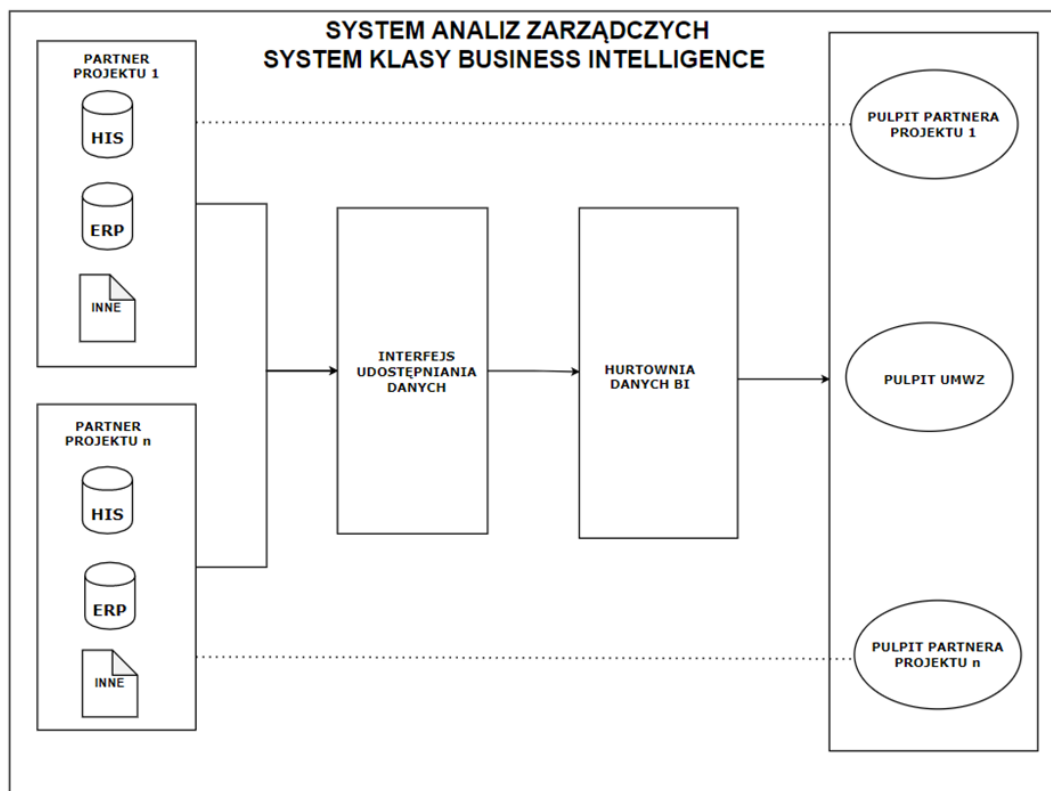 SYSTEM ANALIZ ZARZĄDCZYCH
SYSTEM KLASY BUSINESS INTELLIGENCE
PARTNER
PROJEKTU 1
HIS
ERP
INNE
PARTNER
PROJEKTU n
HIS
ERP
INNE
INTERFEJS
UDOSTĘPNIANIA
DANYCH
HURTOWNIA
DANYCH BI
PULPIT PARTNERA
PROJEKTU 1
PULPIT UMWZ
PULPIT PARTNERA
PROJEKTU n